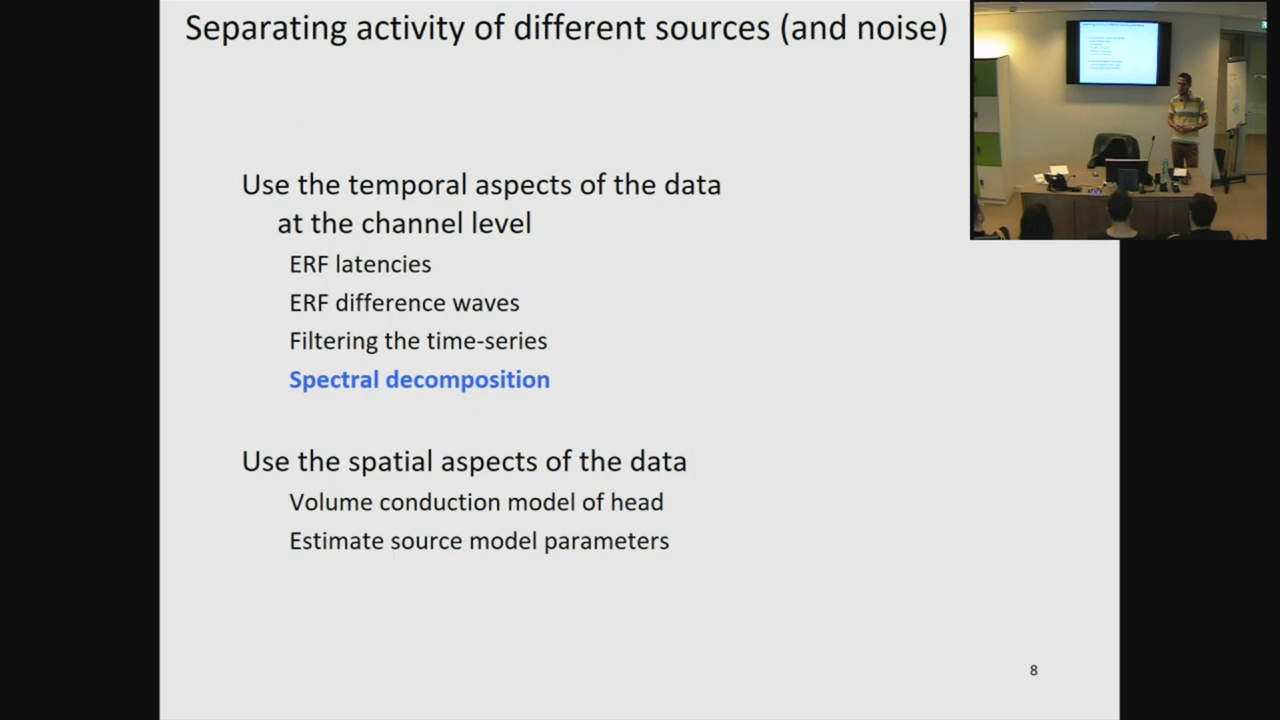 Separating activity of different sources (and noise)
Use the temporal aspects of the data
at the channel level
ERF latencies
ERF difference waves
Filtering the time-series
Spectral decomposition
Use the spatial aspects of the data
Volume conduction model of head
Estimate source model parameters
8